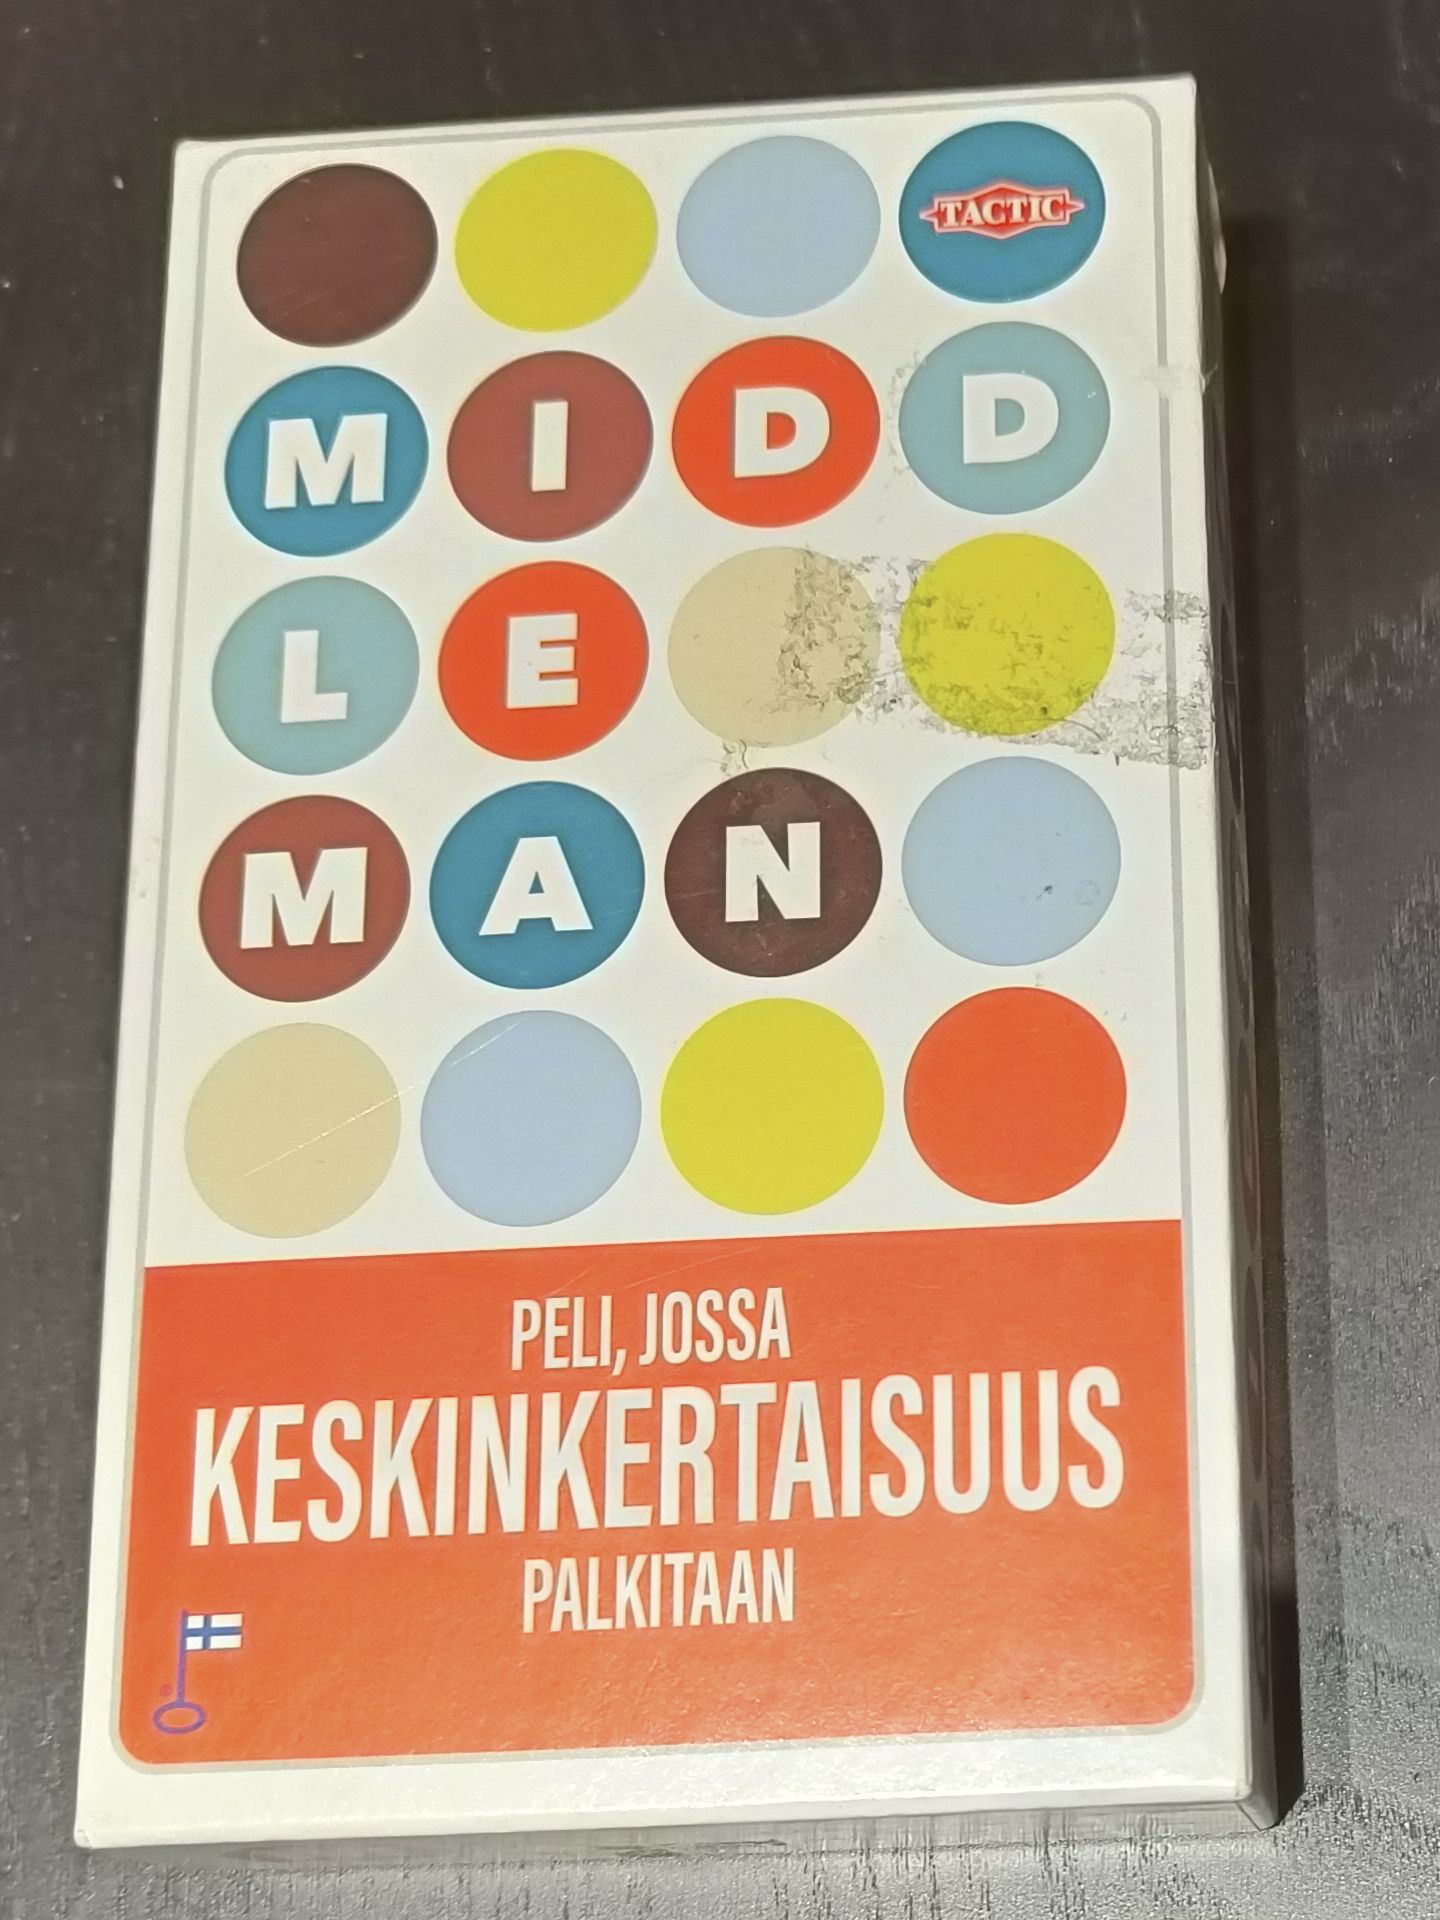 TACTIC
MIDD
LE
MAN
PELI, JOSSA
KESKINKERTAISUUS
PALKITAAN
®